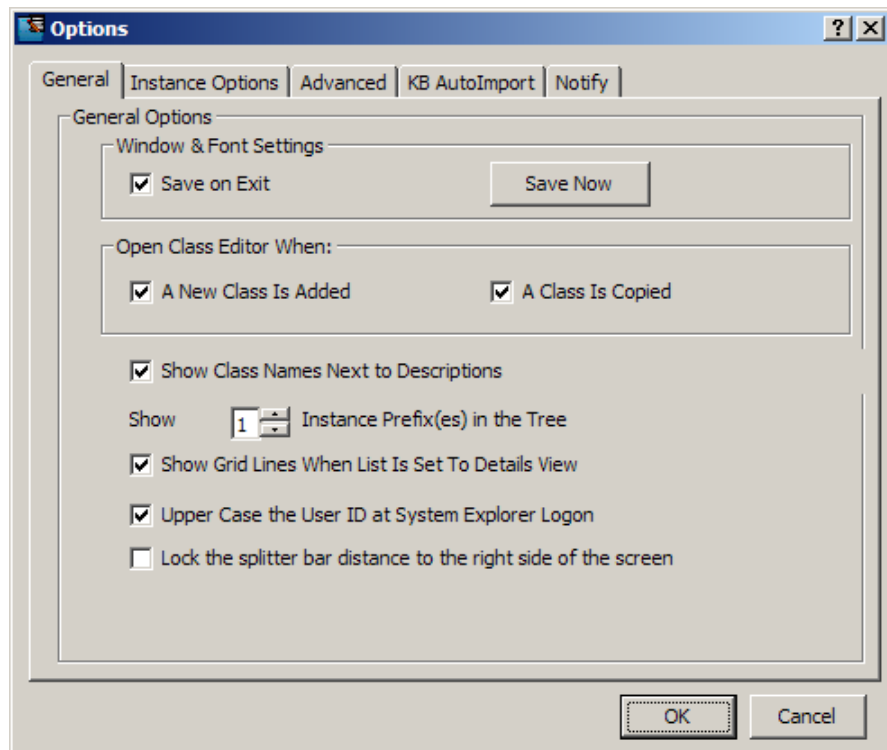 Options
General Instance Options Advanced KB AutoImport Notify
General Options
Window & Font Settings
Save on Exit Save Now
Open Class Editor When:
A New Class Is Added A Class Is Copied
Show Class Names Next to Descriptions
Show 1 Instance Prefix(es) in the Tree
Show Grid Lines When List Is Set To Details View
Upper Case the User ID at System Explorer Logon
Lock the splitter bar distance to the right side of the screen
OK Cancel